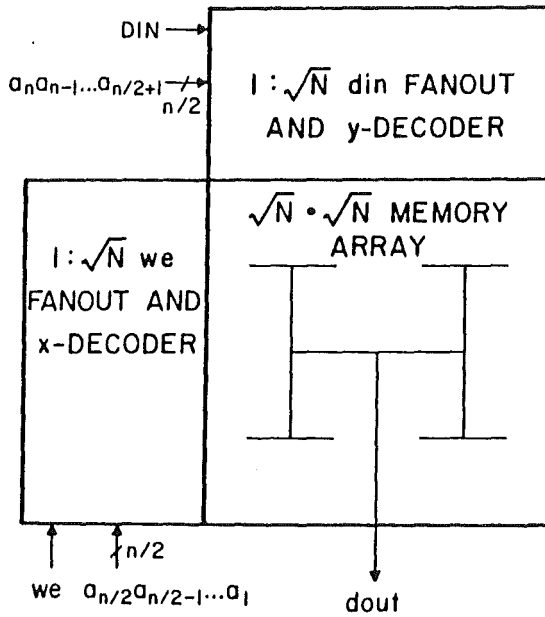 DIN
aₙaₙ₋₁...aₙ/₂₊₁
n/2
1:√N din FANOUT
AND y-DECODER
√N • √N MEMORY
ARRAY
1:√N we
FANOUT AND
x-DECODER
n/2
we aₙ/₂aₙ/₂₋₁...a₁
dout